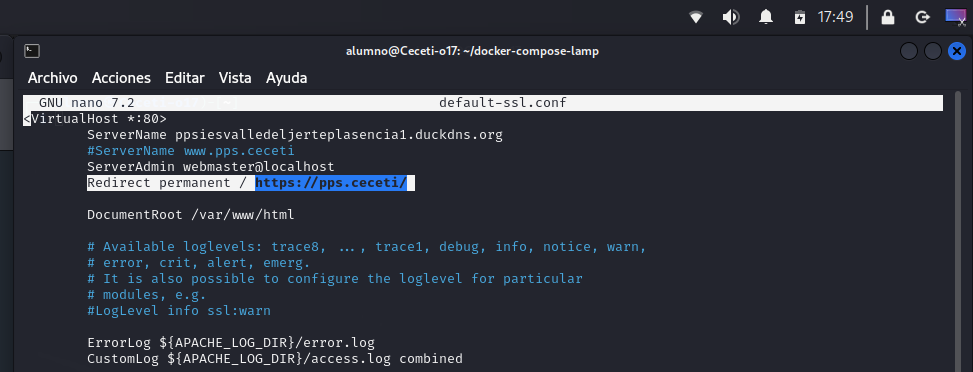 17:49
alumno@Ceceti-o17: ~/docker-compose-lamp
Archivo Acciones Editar Vista Ayuda
GNU nano 7.2 default-ssl.conf
<VirtualHost *:80>
ServerName ppsiesvalledeljerteplasencia1.duckdns.org
#ServerName www.pps.ceceti
ServerAdmin webmaster@localhost
Redirect permanent / https://pps.ceceti/
DocumentRoot /var/www/html
# Available loglevels: trace8, ..., trace1, debug, info, notice, warn,
# error, crit, alert, emerg.
# It is also possible to configure the loglevel for particular
# modules, e.g.
#LogLevel info ssl:warn
ErrorLog ${APACHE_LOG_DIR}/error.log
CustomLog ${APACHE_LOG_DIR}/access.log combined